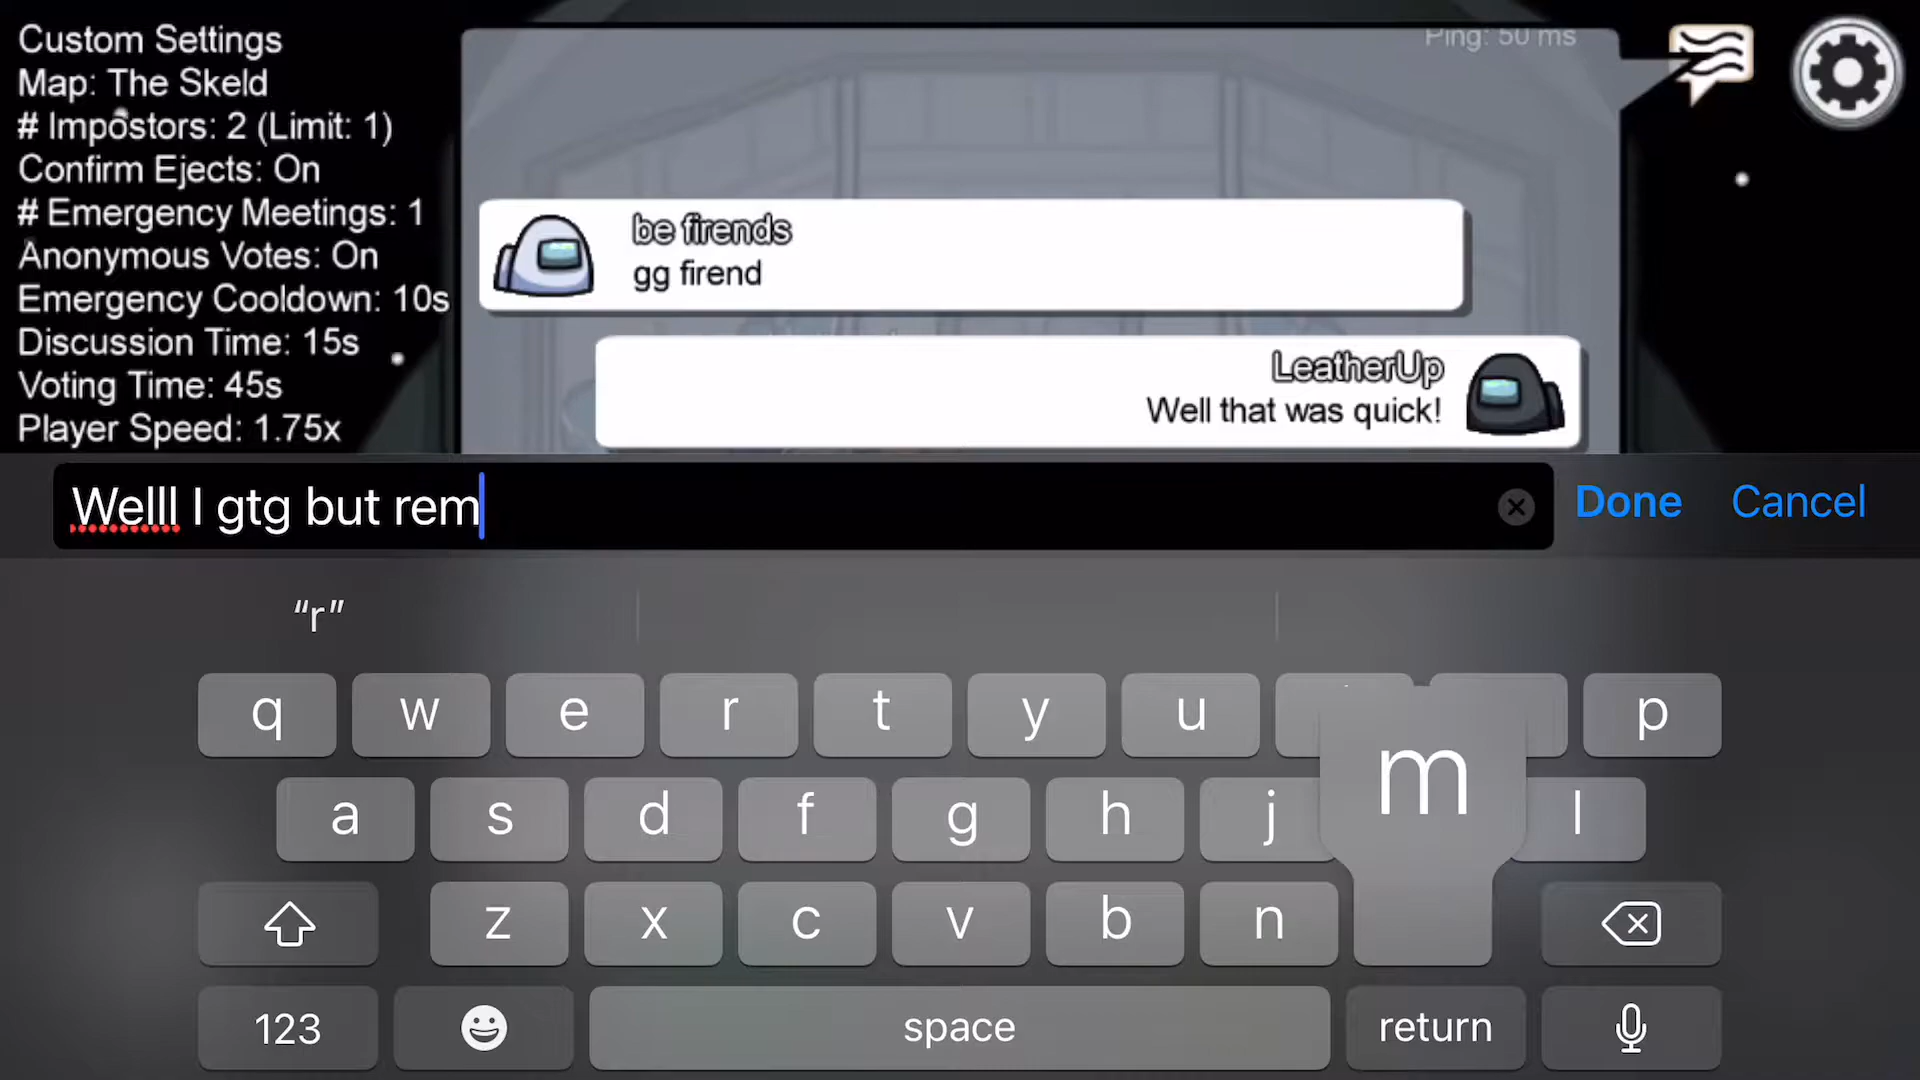 Custom Settings
Map: The Skeld
# Impostors: 2 (Limit: 1)
Confirm Ejects: On
# Emergency Meetings: 1
Anonymous Votes: On
Emergency Cooldown: 10s
Discussion Time: 15s
Voting Time: 45s
Player Speed: 1.75x
Ping: 50 ms
be firends
gg firend
LeatherUp
Well that was quick!
Welll I gtg but rem
Done
Cancel
“r”
q w e r t y u p
a s d f g h j l
m
z x c v b n
123
space
return